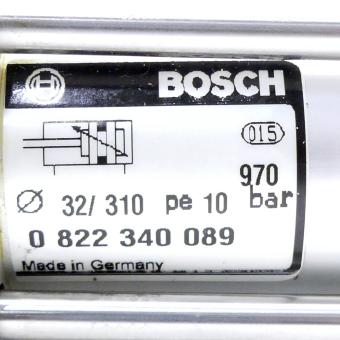 BOSCH
015
970
Ø 32/ 310 pe 10 bar
0 822 340 089
Made in Germany